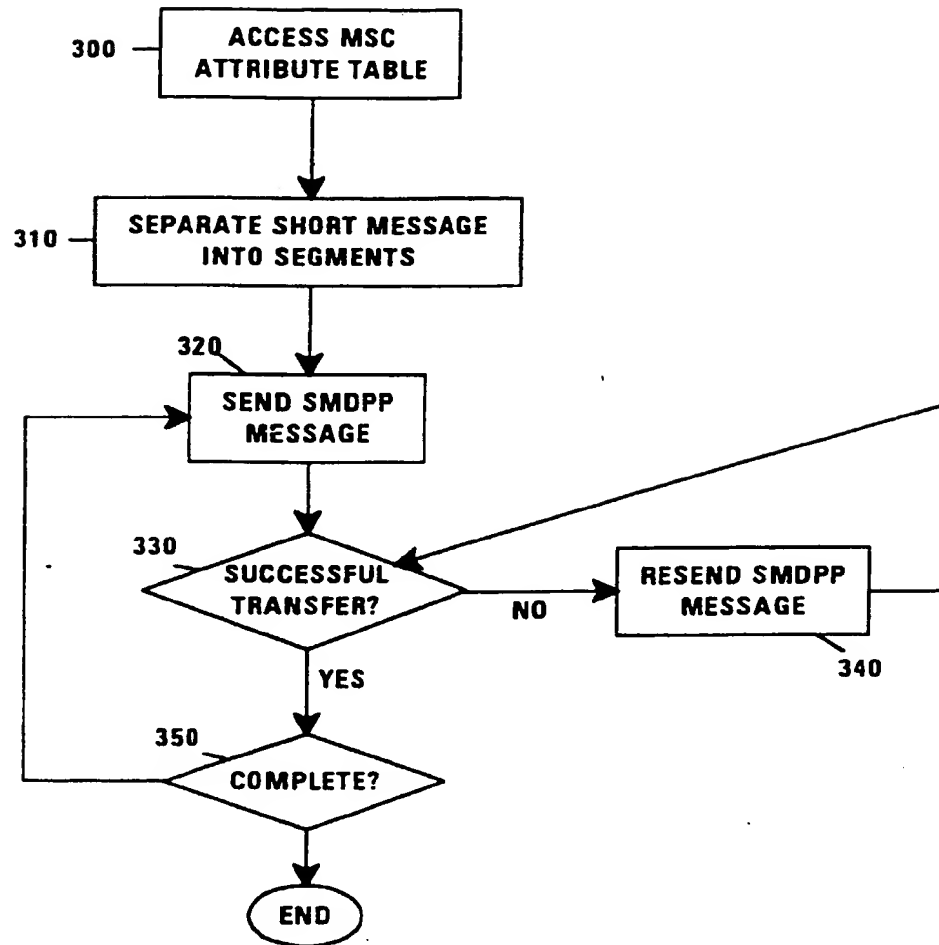 300
ACCESS MSC
ATTRIBUTE TABLE
310
SEPARATE SHORT MESSAGE
INTO SEGMENTS
320
SEND SMDPP
MESSAGE
330
SUCCESSFUL
TRANSFER?
NO
RESEND SMDPP
MESSAGE
340
YES
350
COMPLETE?
END